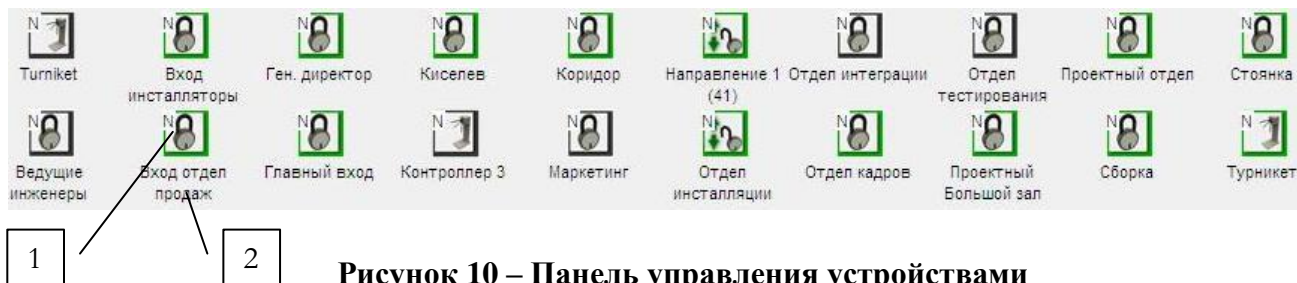 N N N N N N N N N N
Turniket Вход Ген. директор Киселев Коридор Направление 1 Отдел интеграции Отдел Проектный отдел Стоянка
инсталляторы (41) тестирования
N N N N N N N N N N
Ведущие Вход отдел Главный вход Контроллер 3 Маркетинг Отдел Отдел кадров Проектный Сборка Турникет
инженеры продаж инсталляции Большой зал
1 2
Рисунок 10 – Панель управления устройствами